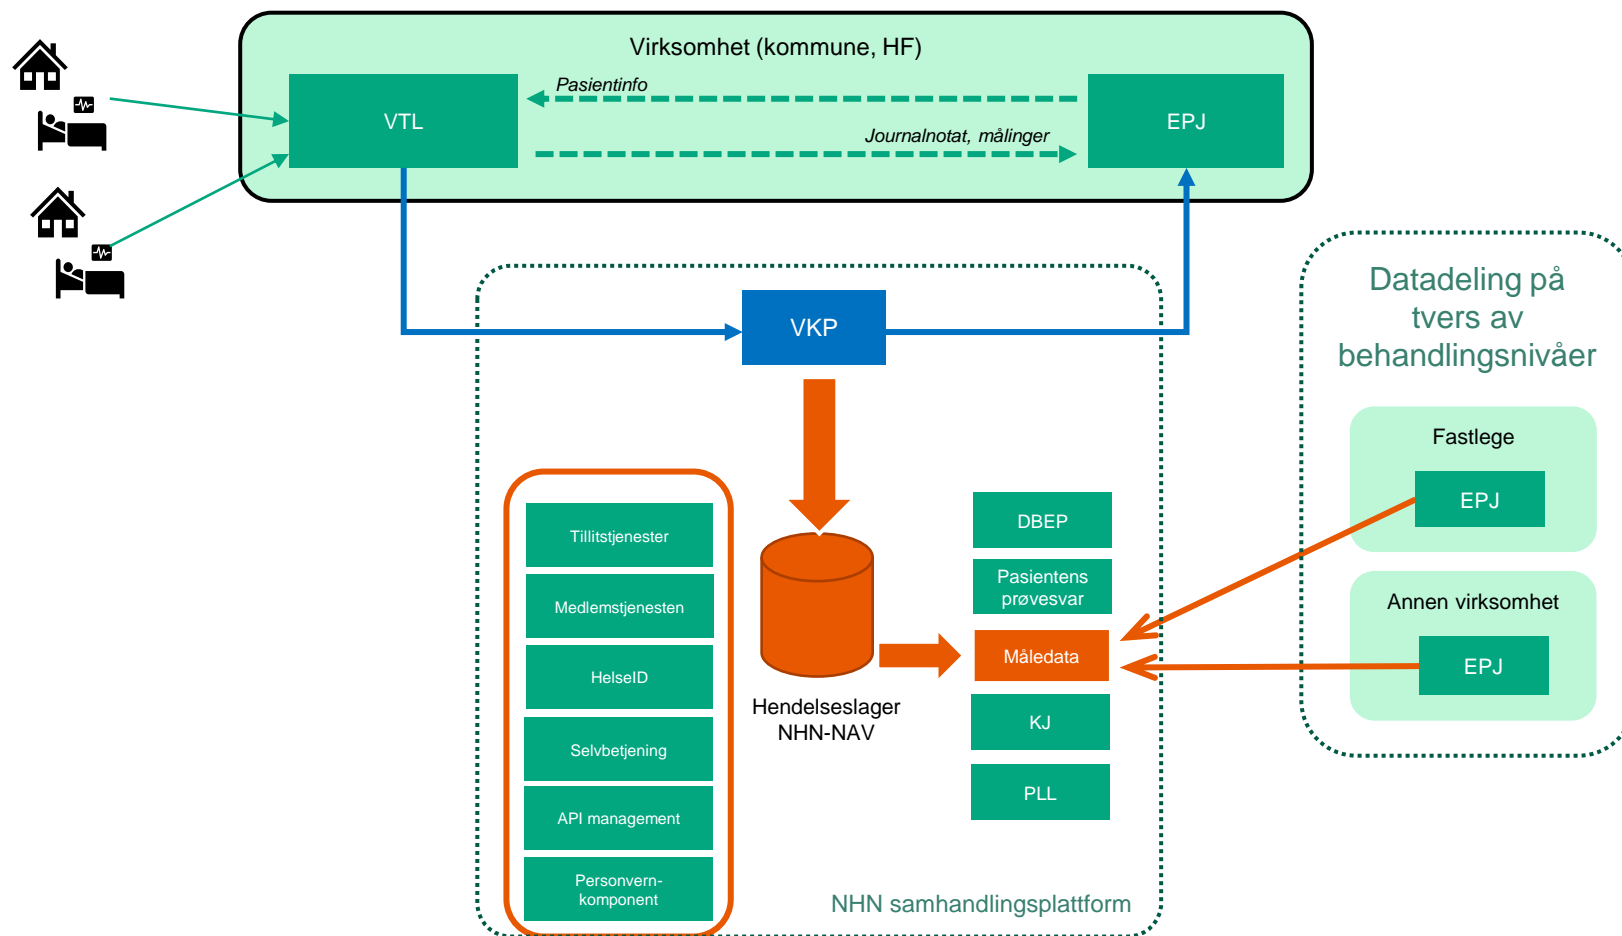 Virksomhet (kommune, HF)
Pasientinfo
VTL
EPJ
Journalnotat, målinger
VKP
Datadeling på
tvers av
behandlingsnivåer
Fastlege
EPJ
Annen virksomhet
EPJ
Tillitstjenester
Medlemstjenesten
HelseID
Selvbetjening
API management
Personvern-
komponent
Hendelseslager
NHN-NAV
DBEP
Pasientens
prøvesvar
Måledata
KJ
PLL
NHN samhandlingsplattform